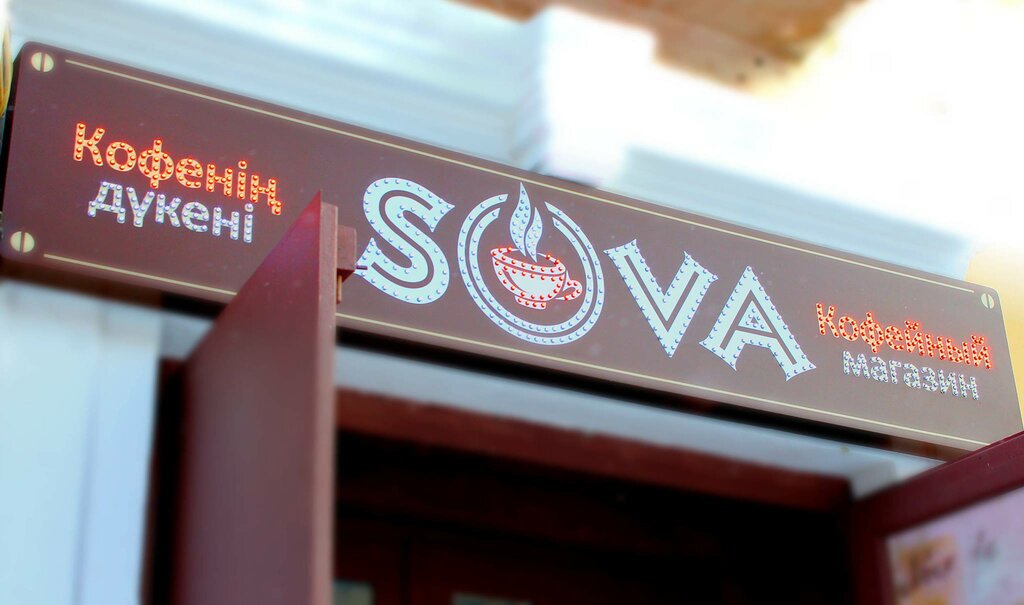 Кофенің
дүкені
SOVA
Кофейный
магазин